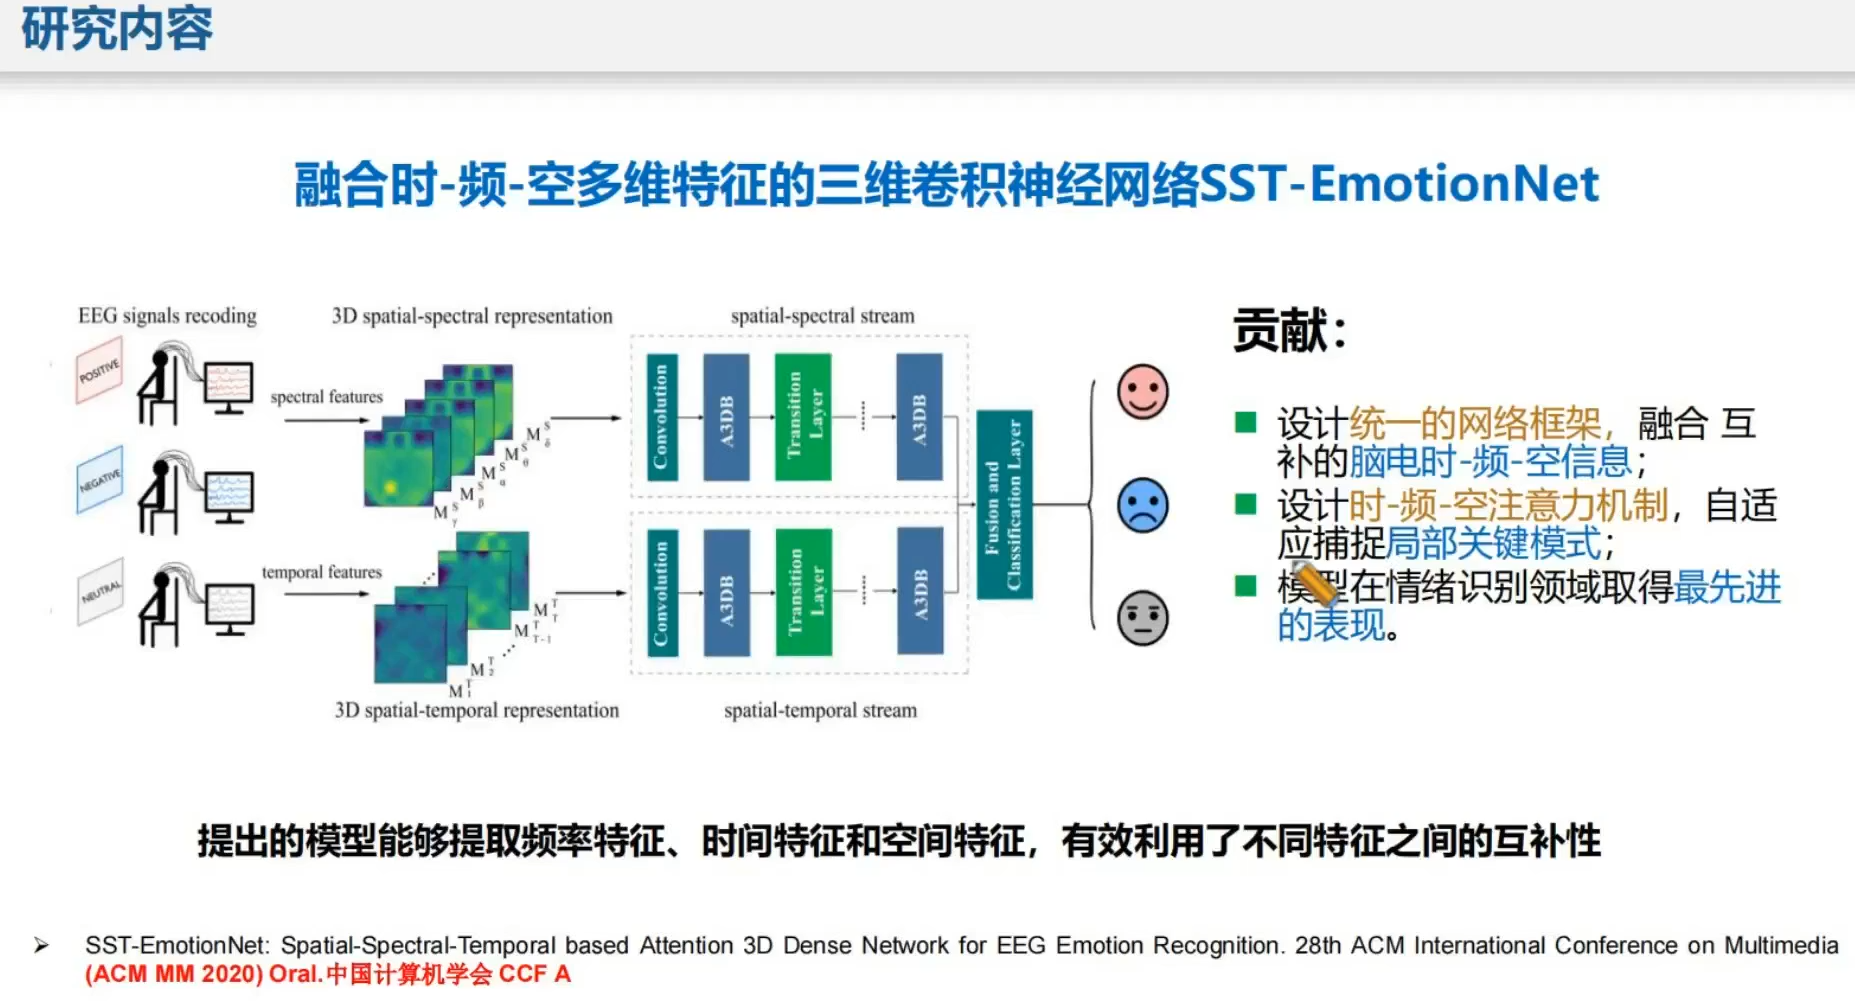 研究内容
融合时-频-空多维特征的三维卷积神经网络SST-EmotionNet
EEG signals recoding
3D spatial-spectral representation
spatial-spectral stream
POSITIVE
NEGATIVE
NEUTRAL
spectral features
temporal features
M^S_δ
M^S_θ
M^S_α
M^S_β
M^S_γ
M^T_T
M^T_T-1
M^T_2
M^T_1
Convolution
A3DB
Transition Layer
A3DB
Convolution
A3DB
Transition Layer
A3DB
Fusion and Classification Layer
3D spatial-temporal representation
spatial-temporal stream
贡献：
设计统一的网络框架，融合 互
补的脑电时-频-空信息；
设计时-频-空注意力机制，自适
应捕捉局部关键模式；
模型在情绪识别领域取得最先进
的表现。
提出的模型能够提取频率特征、时间特征和空间特征，有效利用了不同特征之间的互补性
SST-EmotionNet: Spatial-Spectral-Temporal based Attention 3D Dense Network for EEG Emotion Recognition. 28th ACM International Conference on Multimedia
(ACM MM 2020) Oral.中国计算机学会 CCF A